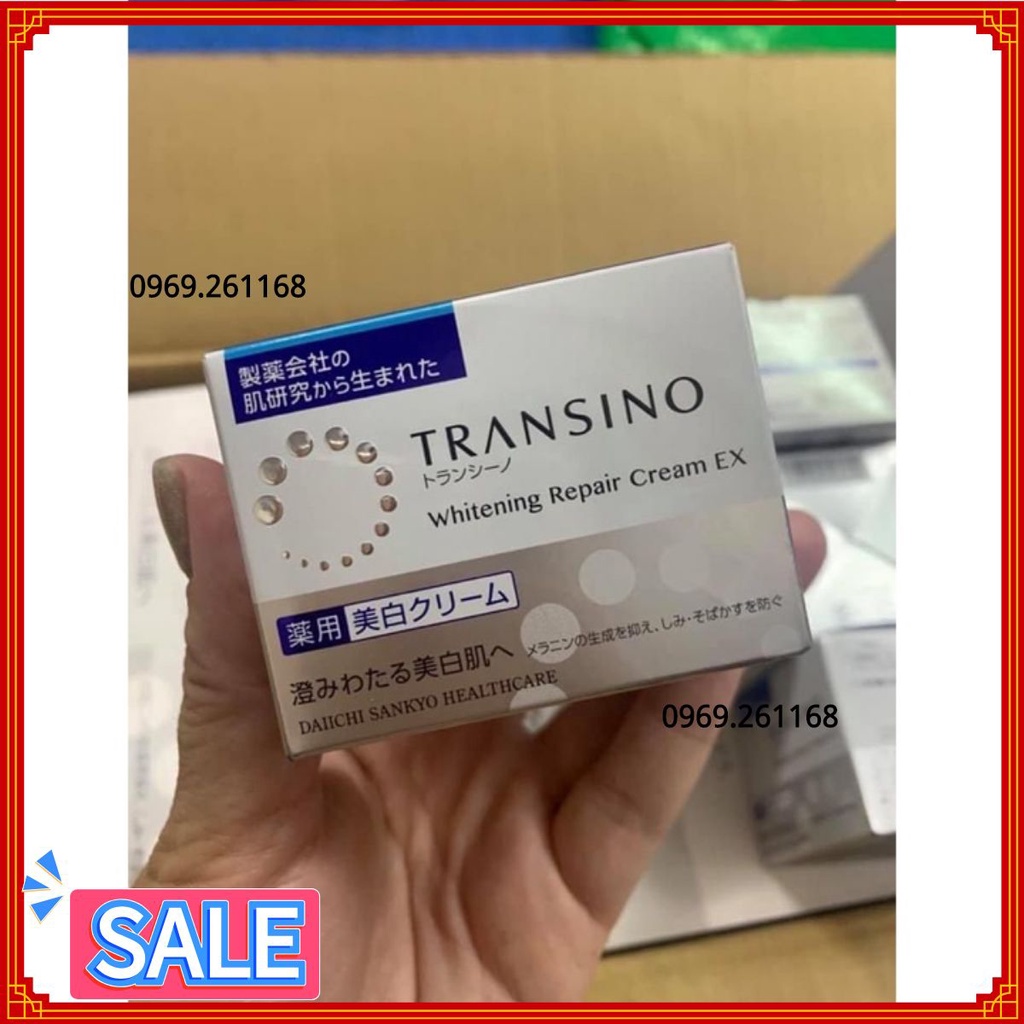 0969.261168
製薬会社の
肌研究から生まれた
TRANSINO
トランシーノ
Whitening Repair Cream EX
薬用 美白クリーム
澄みわたる美白肌へ メラニンの生成を抑え、しみ・そばかすを防ぐ
DAIICHI SANKYO HEALTHCARE
0969.261168
SALE